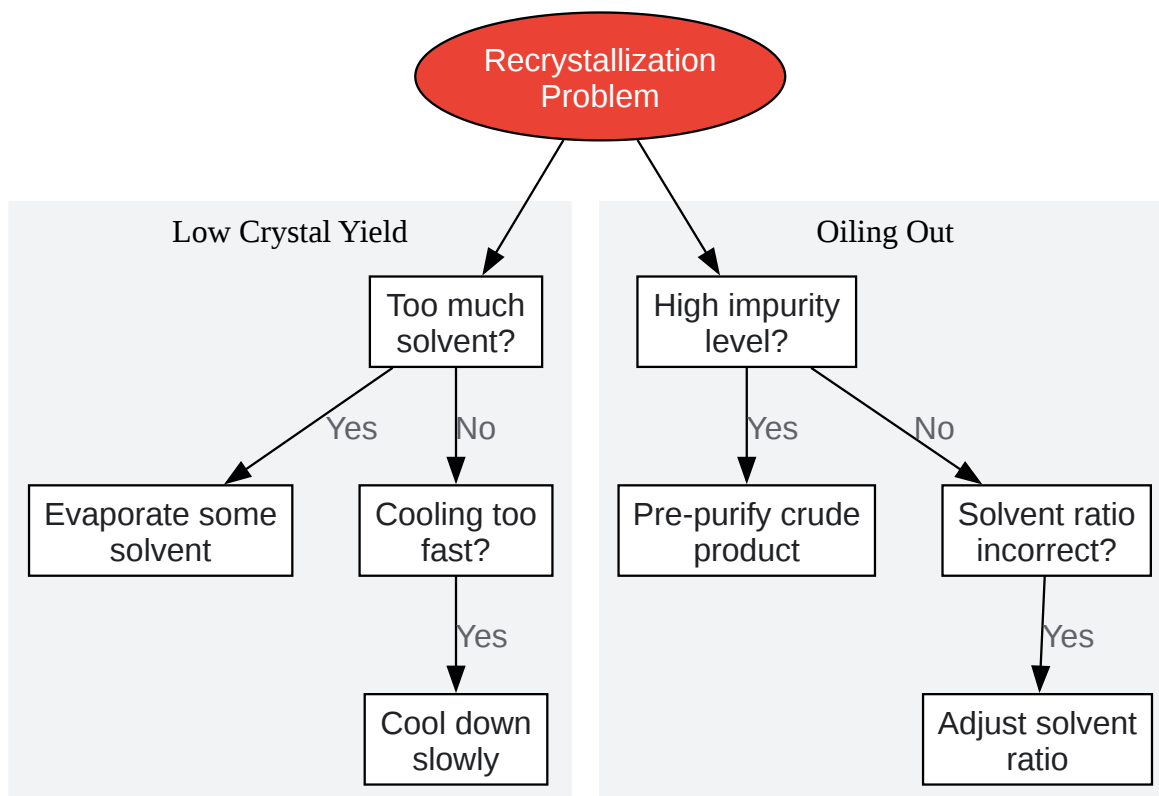 Recrystallization
Problem
Low Crystal Yield
Oiling Out
Too much
solvent?
High impurity
level?
Yes
No
Yes
No
Evaporate some
solvent
Cooling too
fast?
Pre-purify crude
product
Solvent ratio
incorrect?
Yes
Yes
Cool down
slowly
Adjust solvent
ratio